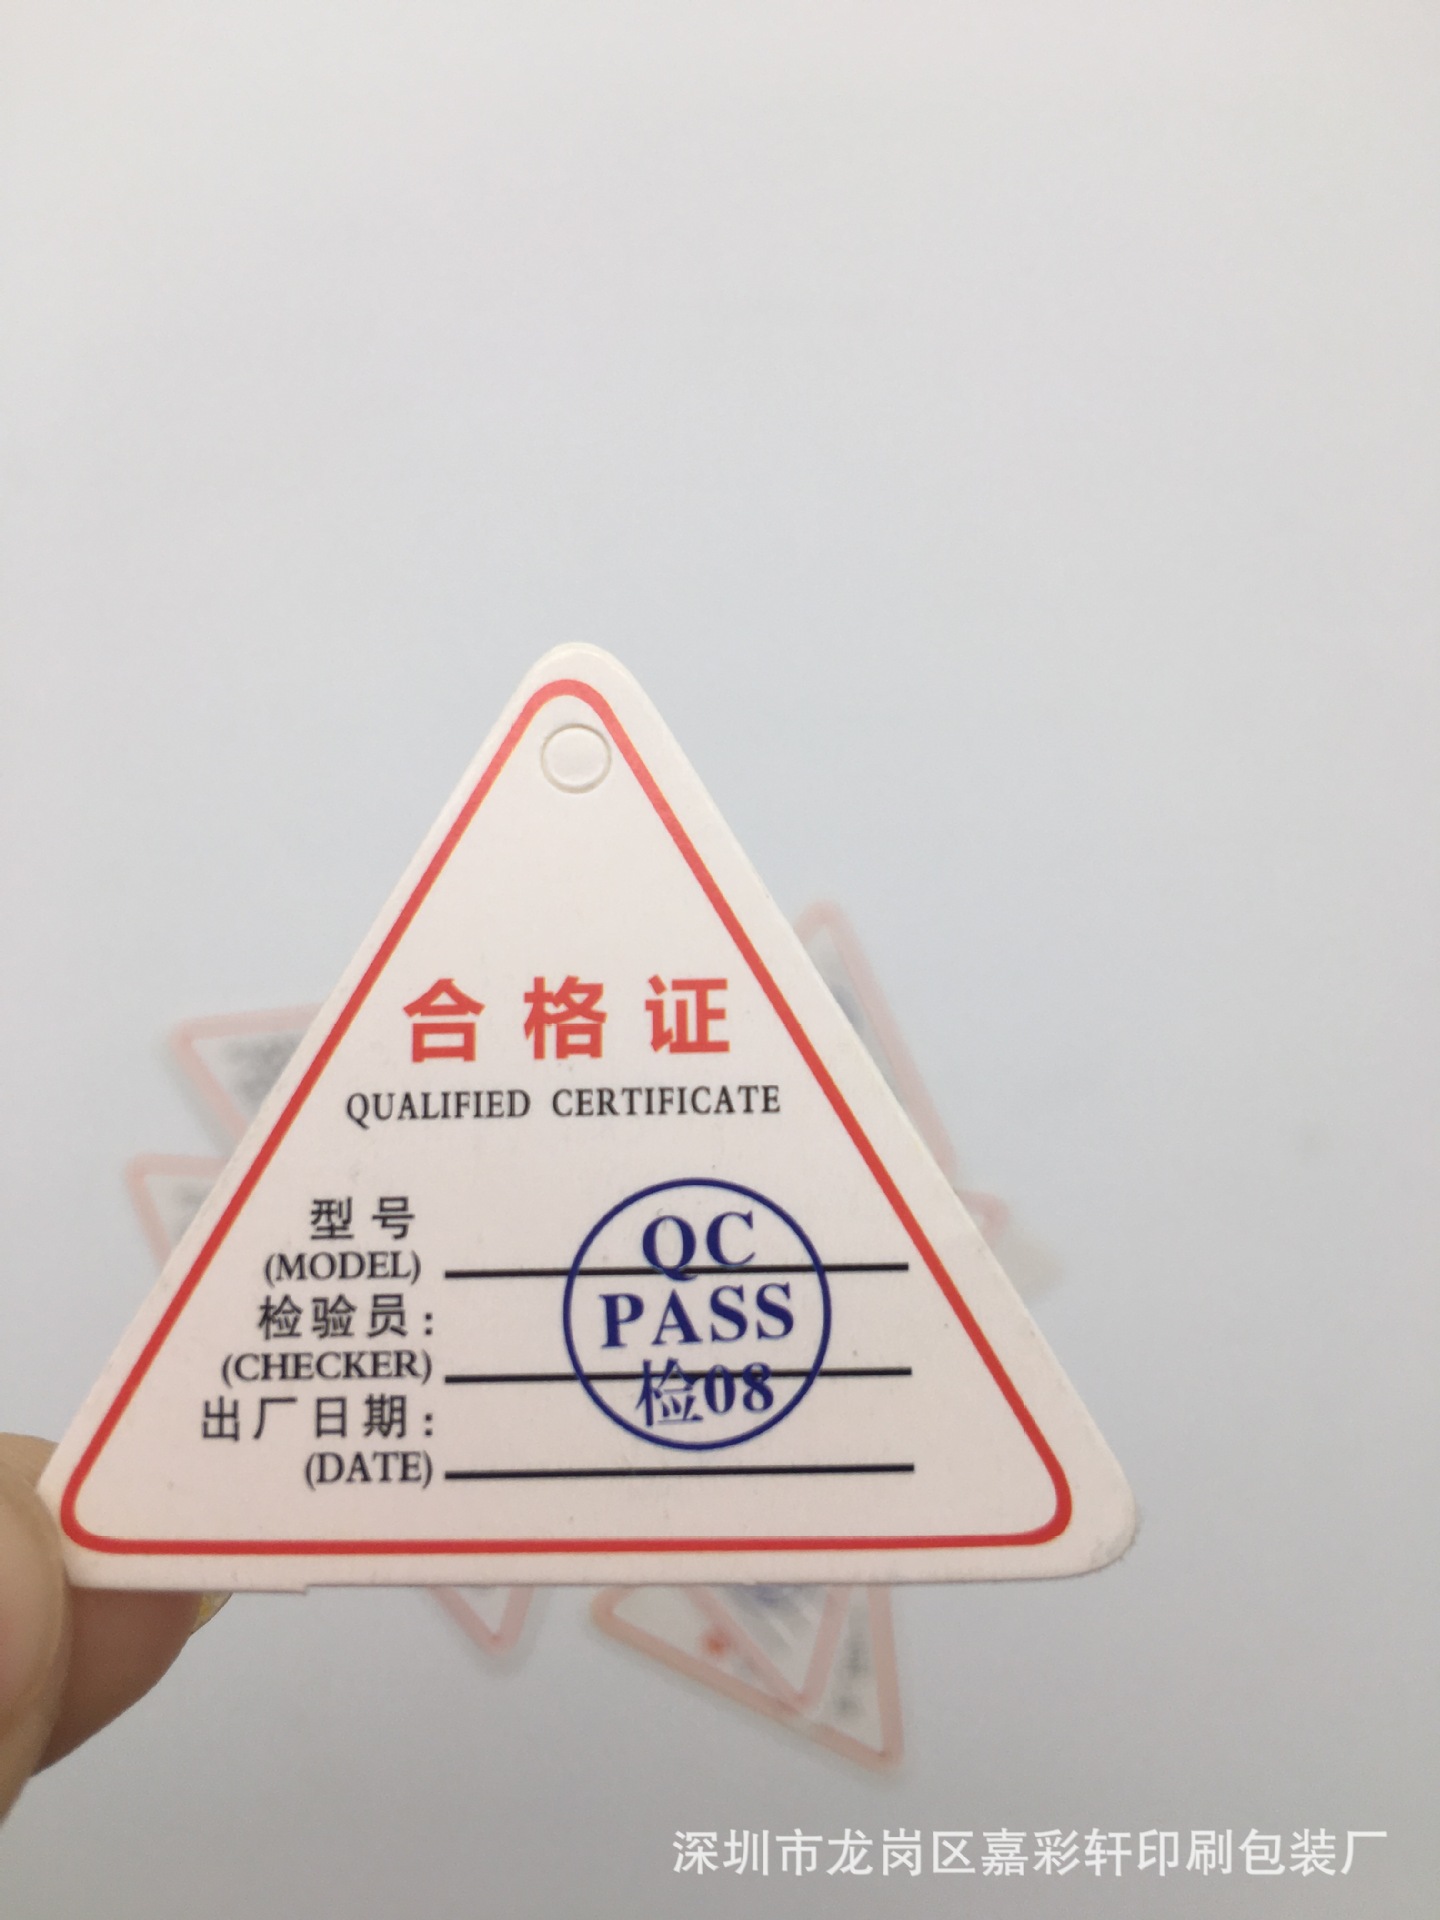 合格证
QUALIFIED CERTIFICATE
型号
(MODEL)
检验员：
(CHECKER)
出厂日期：
(DATE)
QC
PASS
检08
深圳市龙岗区嘉彩轩印刷包装厂